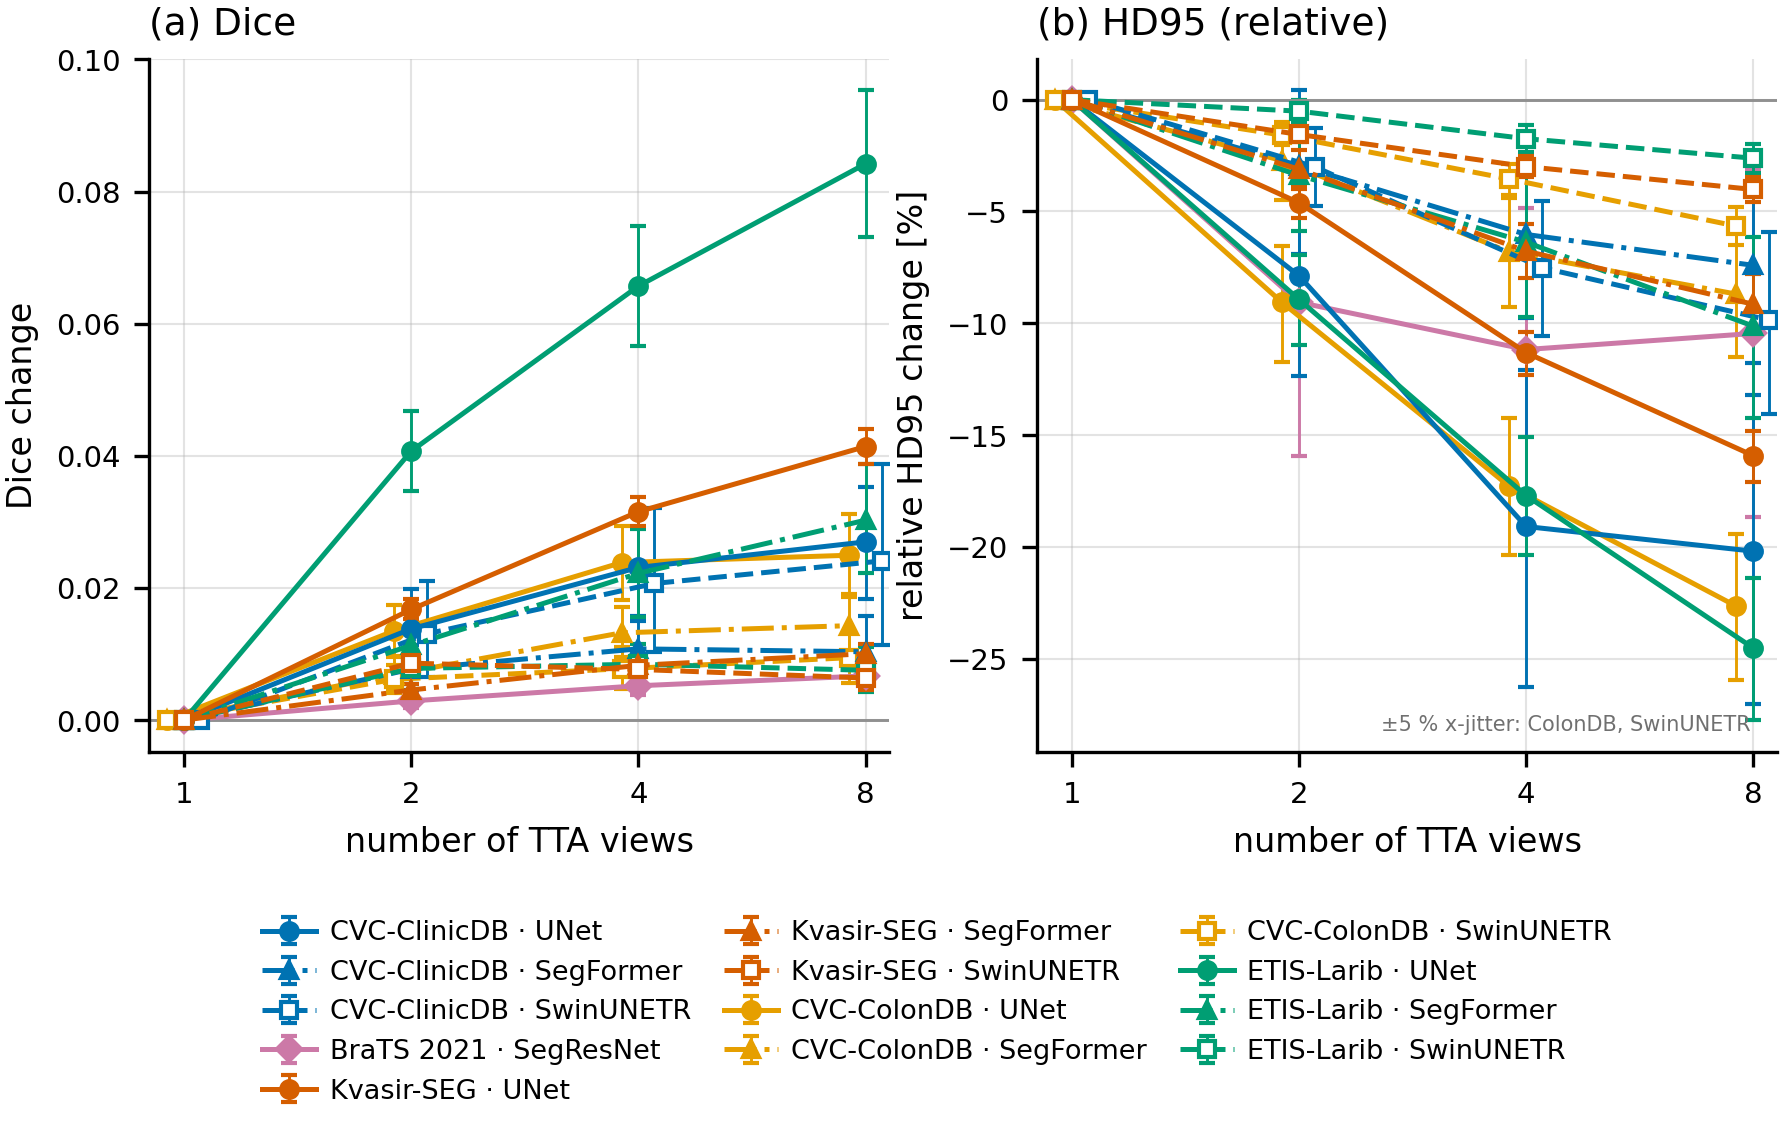 (a) Dice
(b) HD95 (relative)
Dice change
0.10
0.08
0.06
0.04
0.02
0.00
1
2
4
8
number of TTA views
relative HD95 change [%]
0
−5
−10
−15
−20
−25
±5 % x-jitter: ColonDB, SwinUNETR
1
2
4
8
number of TTA views
CVC-ClinicDB · UNet
CVC-ClinicDB · SegFormer
CVC-ClinicDB · SwinUNETR
BraTS 2021 · SegResNet
Kvasir-SEG · UNet
Kvasir-SEG · SegFormer
Kvasir-SEG · SwinUNETR
CVC-ColonDB · UNet
CVC-ColonDB · SegFormer
CVC-ColonDB · SwinUNETR
ETIS-Larib · UNet
ETIS-Larib · SegFormer
ETIS-Larib · SwinUNETR